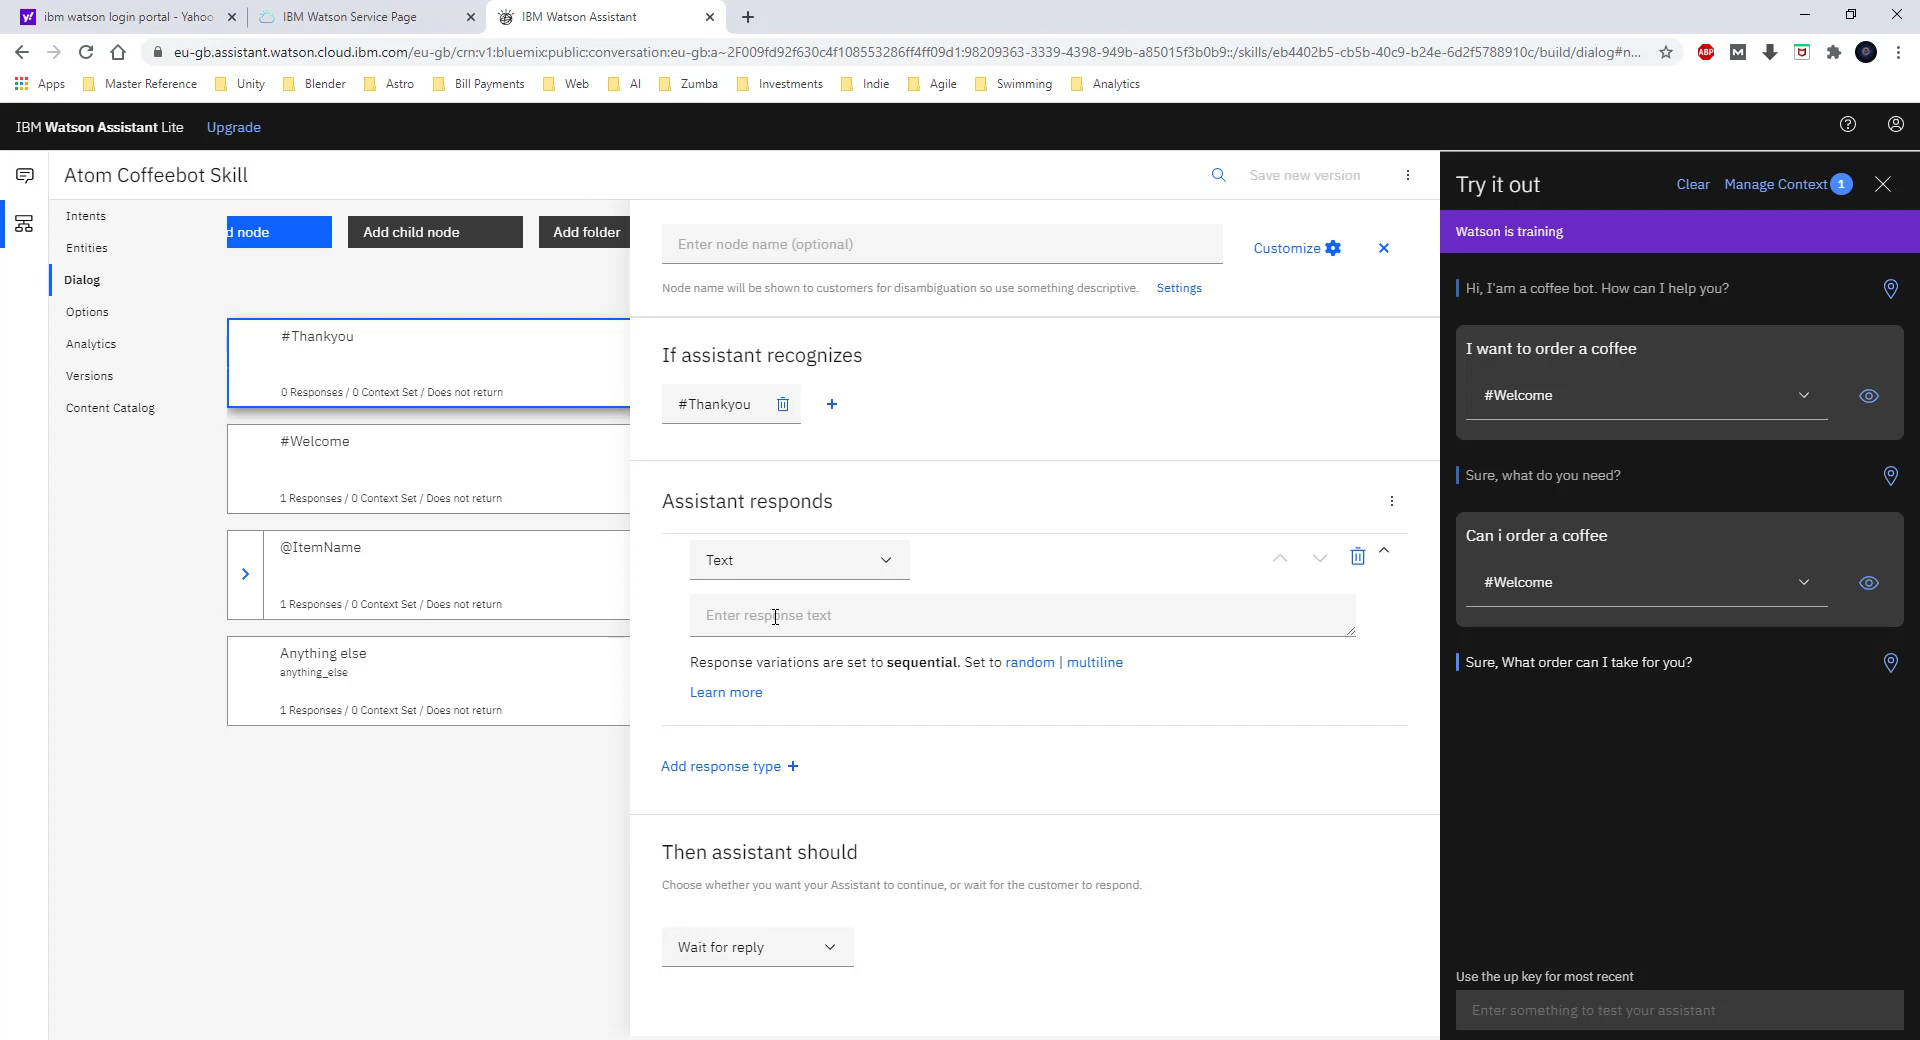 ibm watson login portal - Yahoo
IBM Watson Service Page
IBM Watson Assistant
eu-gb.assistant.watson.cloud.ibm.com/eu-gb/crn:v1:bluemix:public:conversation:eu-gb:a~2F009fd92f630c4f108553286ff4ff09d1:98209363-3339-4398-949b-a85015f3b0b9::/skills/eb4402b5-cb5b-40c9-b24e-6d2f5788910c/build/dialog#n...
ABP
M
Apps
Master Reference
Unity
Blender
Astro
Bill Payments
Web
AI
Zumba
Investments
Indie
Agile
Swimming
Analytics
IBM Watson Assistant Lite
Upgrade
Atom Coffeebot Skill
Save new version
Intents
Entities
Dialog
Options
Analytics
Versions
Content Catalog
d node
Add child node
Add folder
#Thankyou
0 Responses / 0 Context Set / Does not return
#Welcome
1 Responses / 0 Context Set / Does not return
@ItemName
1 Responses / 0 Context Set / Does not return
Anything else
anything_else
1 Responses / 0 Context Set / Does not return
Enter node name (optional)
Customize
Node name will be shown to customers for disambiguation so use something descriptive. Settings
If assistant recognizes
#Thankyou
Assistant responds
Text
Enter response text
Response variations are set to sequential. Set to random | multiline
Learn more
Add response type +
Then assistant should
Choose whether you want your Assistant to continue, or wait for the customer to respond.
Wait for reply
Try it out
Clear
Manage Context 1
Watson is training
Hi, I'am a coffee bot. How can I help you?
I want to order a coffee
#Welcome
Sure, what do you need?
Can i order a coffee
#Welcome
Sure, What order can I take for you?
Use the up key for most recent
Enter something to test your assistant